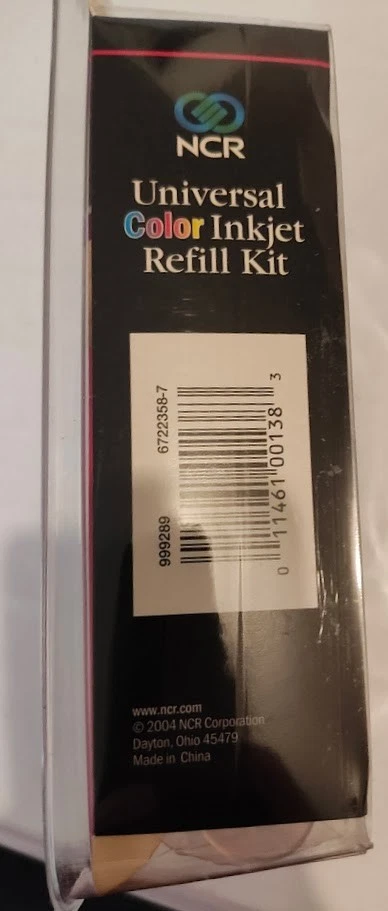 NCR
Universal
Color Inkjet
Refill Kit
999289 6722358-7
0 11461 00138 3
www.ncr.com
© 2004 NCR Corporation
Dayton, Ohio 45479
Made in China